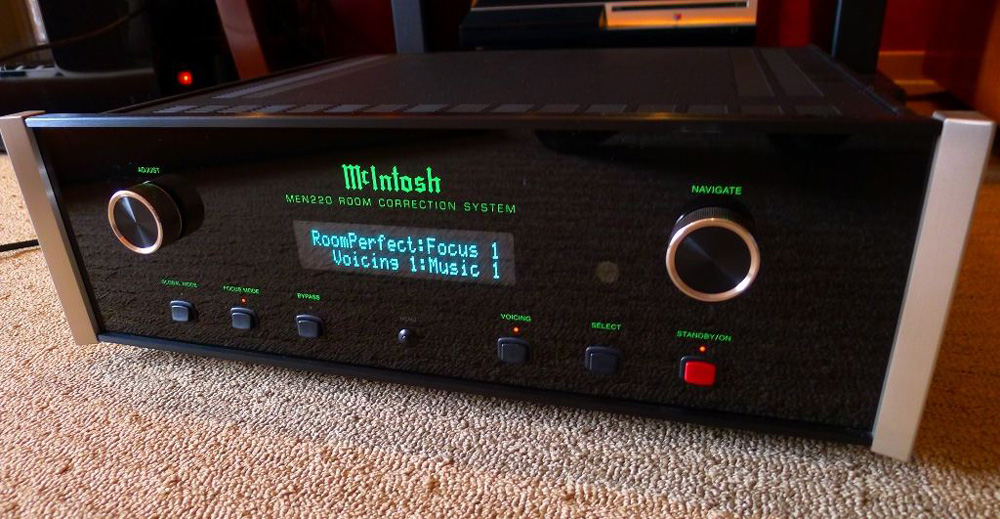 ADJUST
McIntosh
MEN220 ROOM CORRECTION SYSTEM
NAVIGATE
RoomPerfect:Focus 1
Voicing 1:Music 1
GLOBAL MODE
FOCUS MODE
BYPASS
VOICING
SELECT
STANDBY/ON